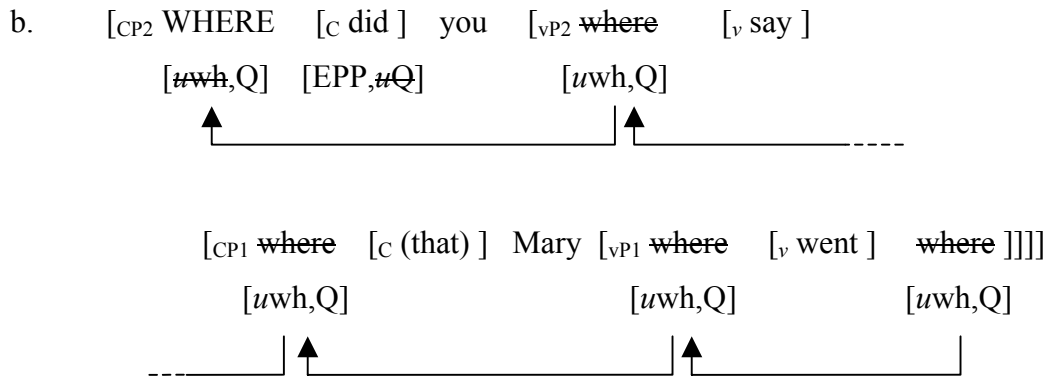 b. [CP2 WHERE [C did ] you [vP2 where [v say ]
[uwh,Q] [EPP,uQ] [uwh,Q]
[CP1 where [C (that) ] Mary [vP1 where [v went ] where ]]]]
[uwh,Q] [uwh,Q] [uwh,Q]